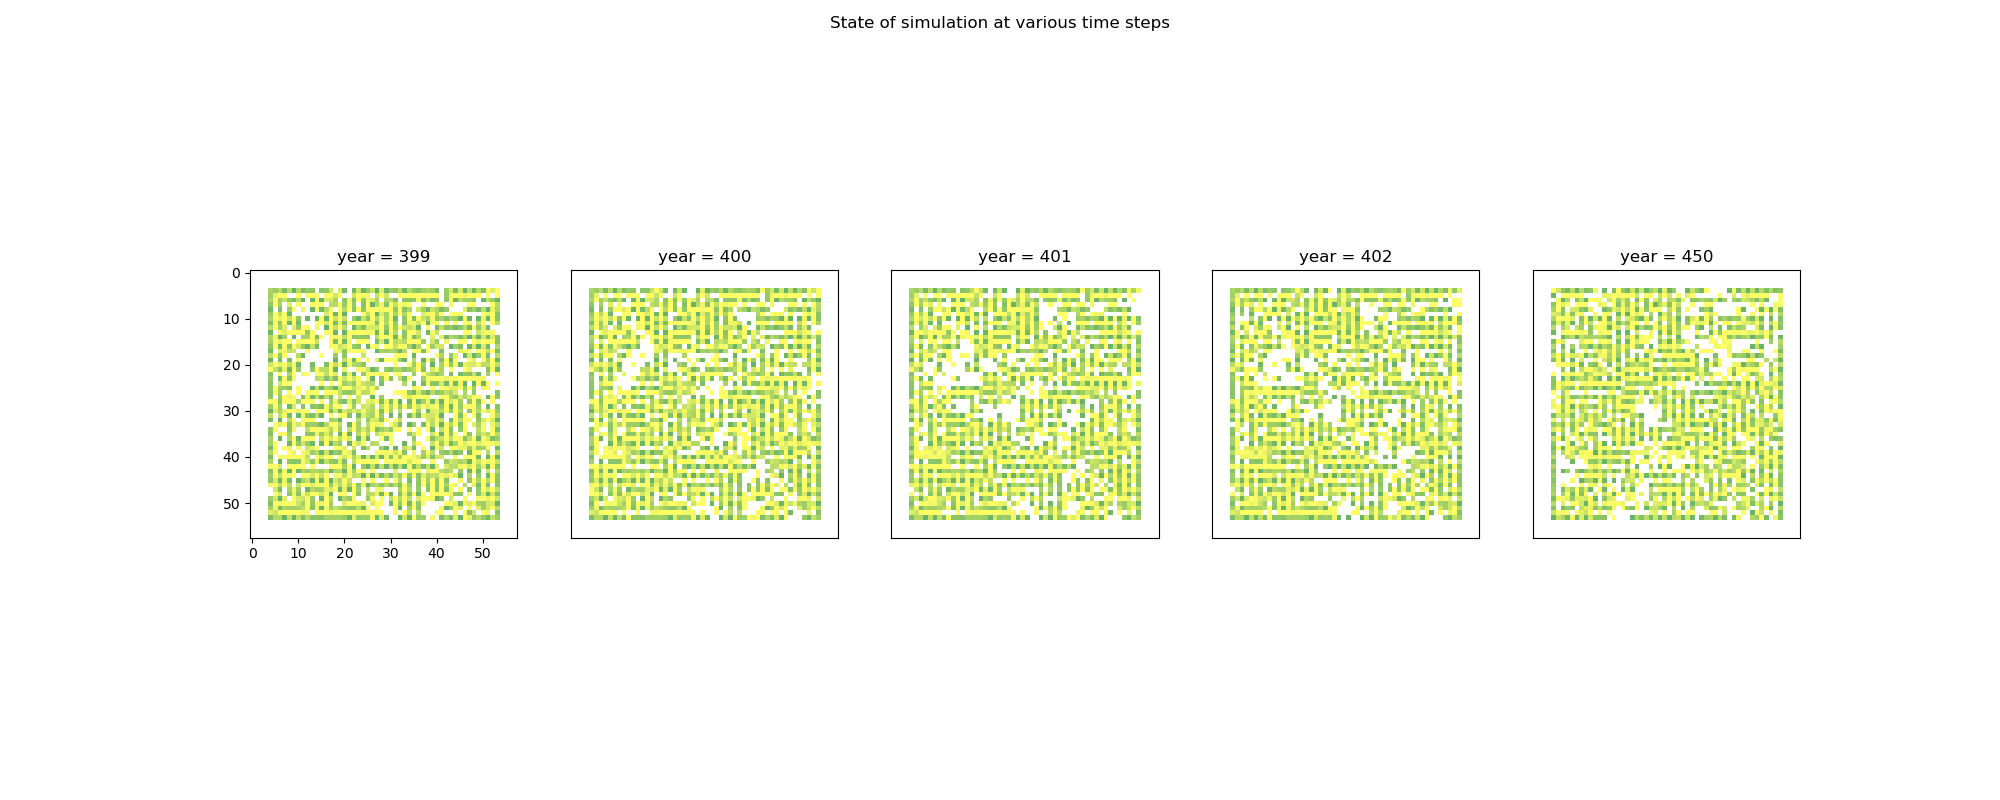 State of simulation at various time steps
year = 399
year = 400
year = 401
year = 402
year = 450
0
10
20
30
40
50
0 10 20 30 40 50